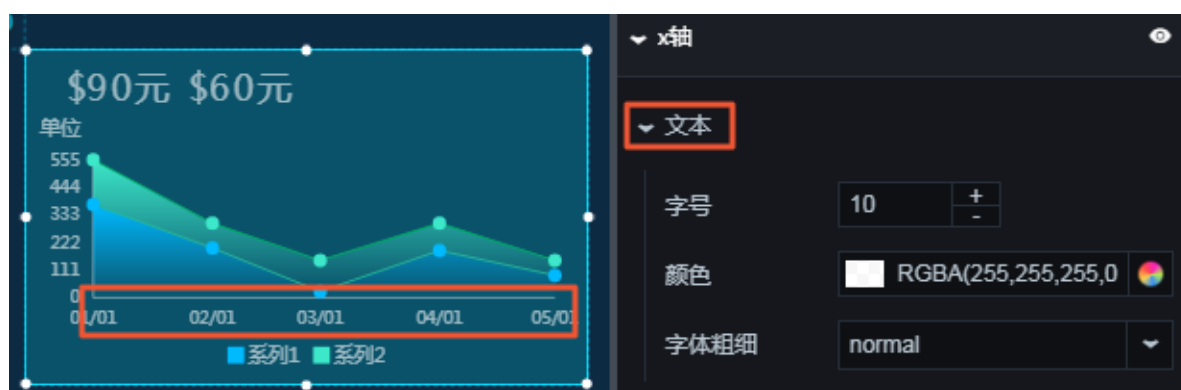 $90元 $60元
单位
555
444
333
222
111
0
01/01 02/01 03/01 04/01 05/01
系列1 系列2
x轴
文本
字号 10 + -
颜色 RGBA(255,255,255,0
字体粗细 normal